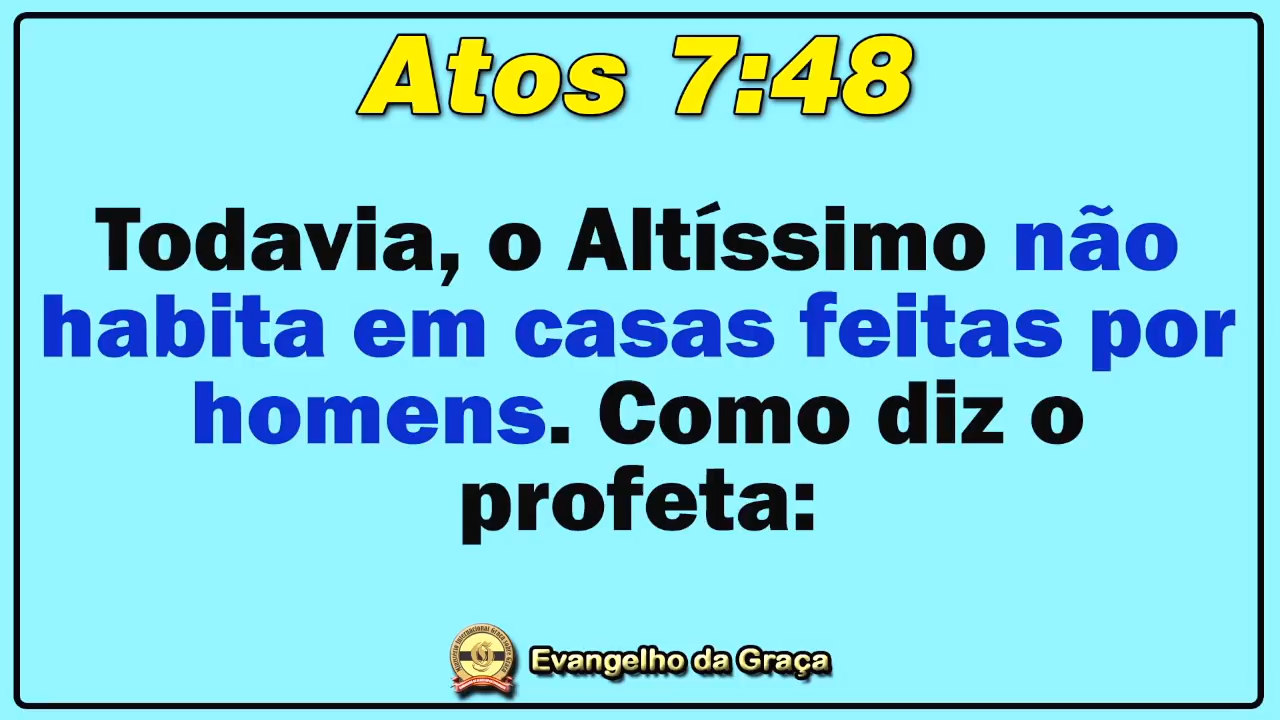 Atos 7:48
Todavia, o Altíssimo não
habita em casas feitas por
homens. Como diz o
profeta:
Evangelho da Graça